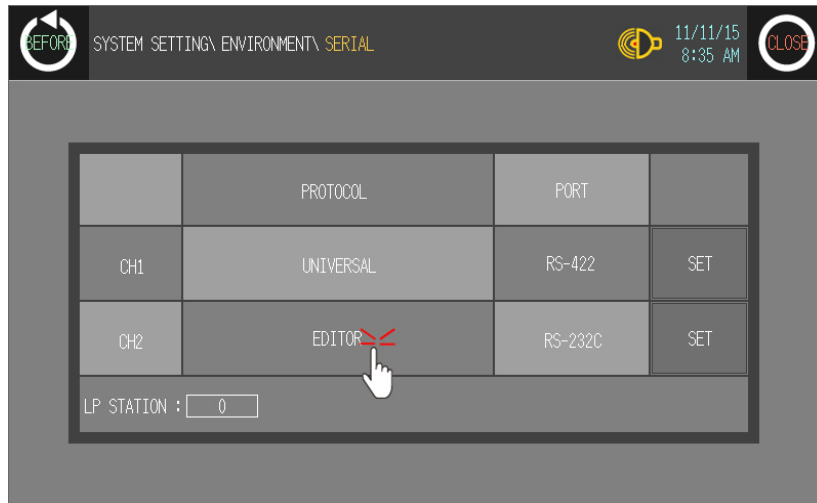 BEFORE
SYSTEM SETTING\ ENVIRONMENT\ SERIAL
11/11/15
8:35 AM
CLOSE
PROTOCOL PORT
CH1 UNIVERSAL RS-422 SET
CH2 EDITOR RS-232C SET
LP STATION : 0